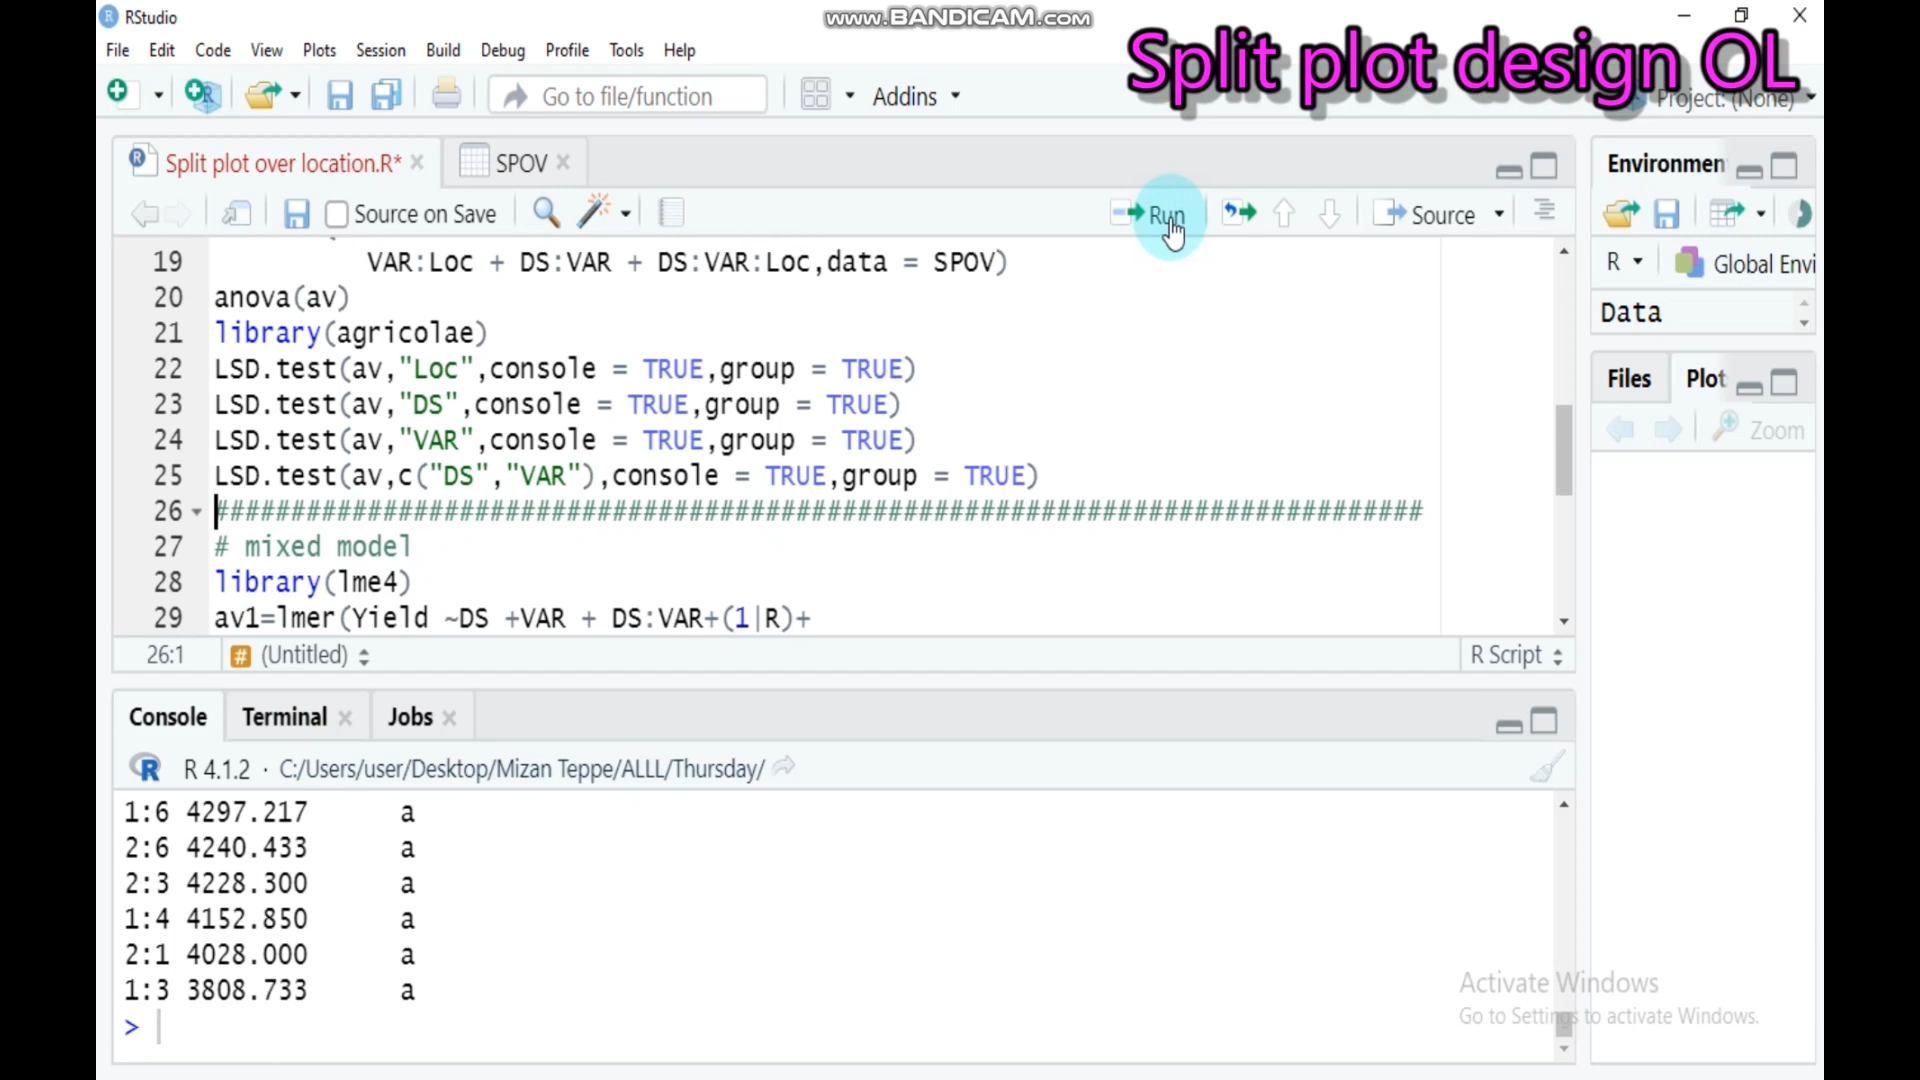 RStudio
www.BANDICAM.com
File Edit Code View Plots Session Build Debug Profile Tools Help
Split plot design OL
Go to file/function
Addins
Project: (None)
Split plot over location.R*
SPOV
Environmen
Source on Save
Run
Source
19 VAR:Loc + DS:VAR + DS:VAR:Loc,data = SPOV)
R
Global Envi
20 anova(av)
Data
21 library(agricolae)
22 LSD.test(av,"Loc",console = TRUE,group = TRUE)
Files Plot
23 LSD.test(av,"DS",console = TRUE,group = TRUE)
Zoom
24 LSD.test(av,"VAR",console = TRUE,group = TRUE)
25 LSD.test(av,c("DS","VAR"),console = TRUE,group = TRUE)
26 ###############################################################################
27 # mixed model
28 library(lme4)
29 av1=lmer(Yield ~DS +VAR + DS:VAR+(1|R)+
26:1
# (Untitled)
R Script
Console Terminal Jobs
R 4.1.2 · C:/Users/user/Desktop/Mizan Teppe/ALLL/Thursday/
1:6 4297.217 a
2:6 4240.433 a
2:3 4228.300 a
1:4 4152.850 a
2:1 4028.000 a
1:3 3808.733 a
>
Activate Windows
Go to Settings to activate Windows.